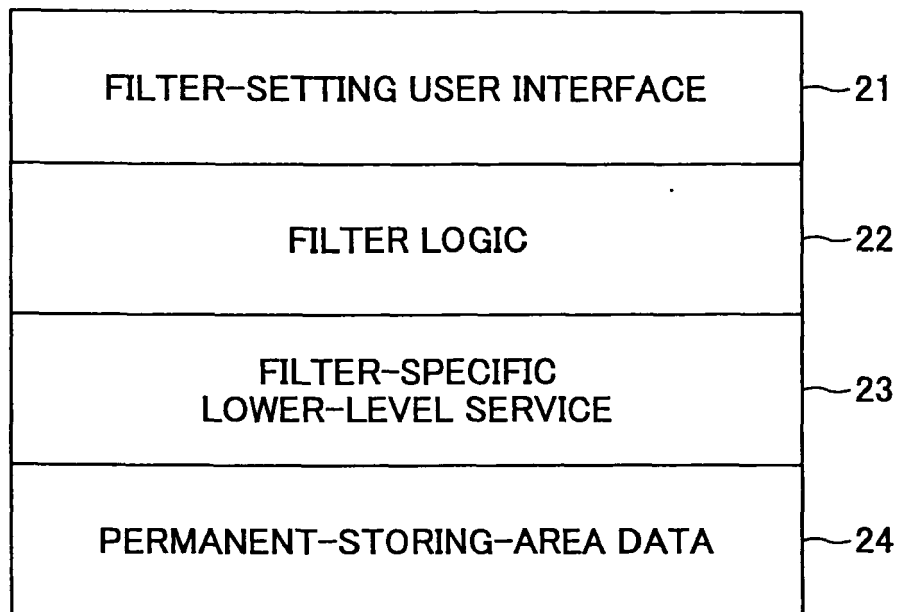 FILTER-SETTING USER INTERFACE 21
FILTER LOGIC 22
FILTER-SPECIFIC
LOWER-LEVEL SERVICE 23
PERMANENT-STORING-AREA DATA 24